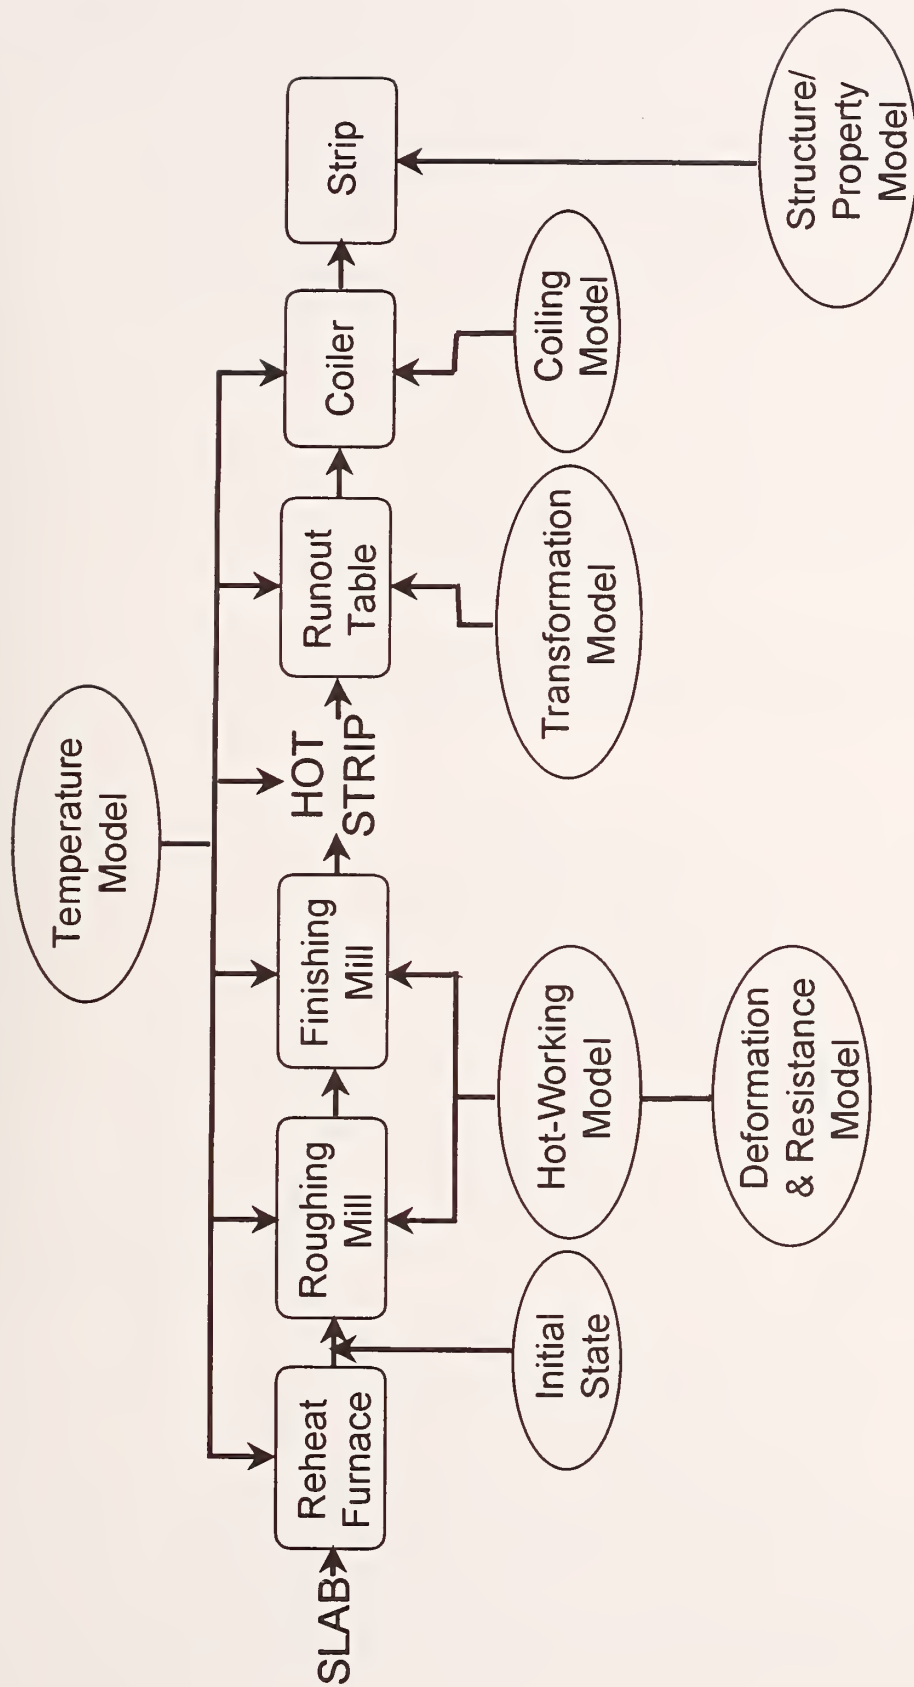 Temperature
Model
SLAB
Reheat
Furnace
Roughing
Mill
Finishing
Mill
HOT
STRIP
Runout
Table
Coiler
Strip
Initial
State
Hot-Working
Model
Transformation
Model
Coiling
Model
Deformation
& Resistance
Model
Structure/
Property
Model